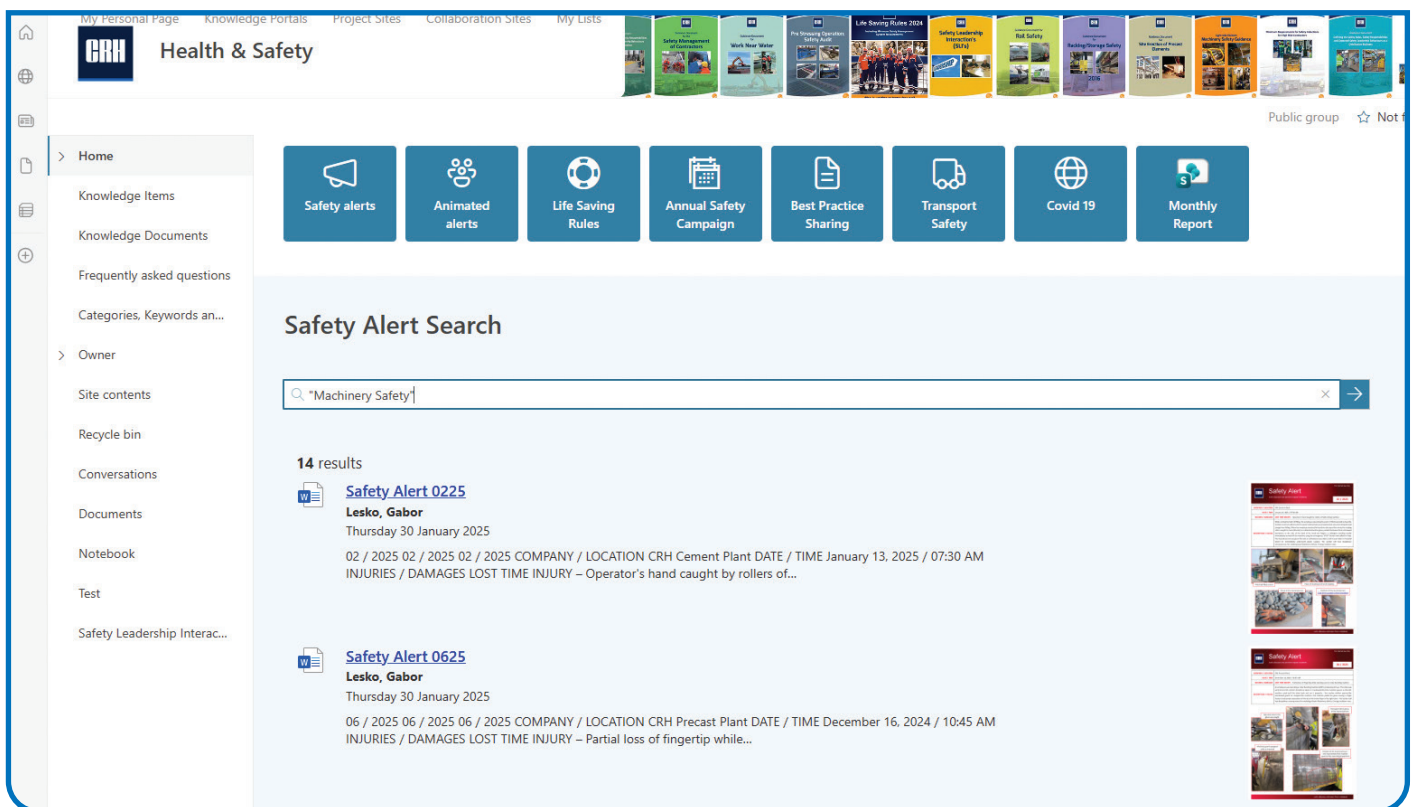 My Personal Page Knowledge Portals Project Sites Collaboration Sites My Lists
CRH
Health & Safety
Safety Management
of Contractors
Work Near Water
Pre Stressing Operation
Safety Audit
Life Saving Rules 2024
Safety Leadership
Interaction's
(SLI's)
Rail Safety
Racking/Storage Safety
2016
Site Erection of Precast
Elements
Machinery Safety Guidance
Public group Not f
Home
Knowledge Items
Knowledge Documents
Frequently asked questions
Categories, Keywords an...
Owner
Site contents
Recycle bin
Conversations
Documents
Notebook
Test
Safety Leadership Interac...
Safety alerts
Animated
alerts
Life Saving
Rules
Annual Safety
Campaign
Best Practice
Sharing
Transport
Safety
Covid 19
S
Monthly
Report
Safety Alert Search
"Machinery Safety"
14 results
W
Safety Alert 0225
Lesko, Gabor
Thursday 30 January 2025
02 / 2025 02 / 2025 02 / 2025 COMPANY / LOCATION CRH Cement Plant DATE / TIME January 13, 2025 / 07:30 AM
INJURIES / DAMAGES LOST TIME INJURY – Operator's hand caught by rollers of...
Safety Alert
W
Safety Alert 0625
Lesko, Gabor
Thursday 30 January 2025
06 / 2025 06 / 2025 06 / 2025 COMPANY / LOCATION CRH Precast Plant DATE / TIME December 16, 2024 / 10:45 AM
INJURIES / DAMAGES LOST TIME INJURY – Partial loss of fingertip while...
Safety Alert